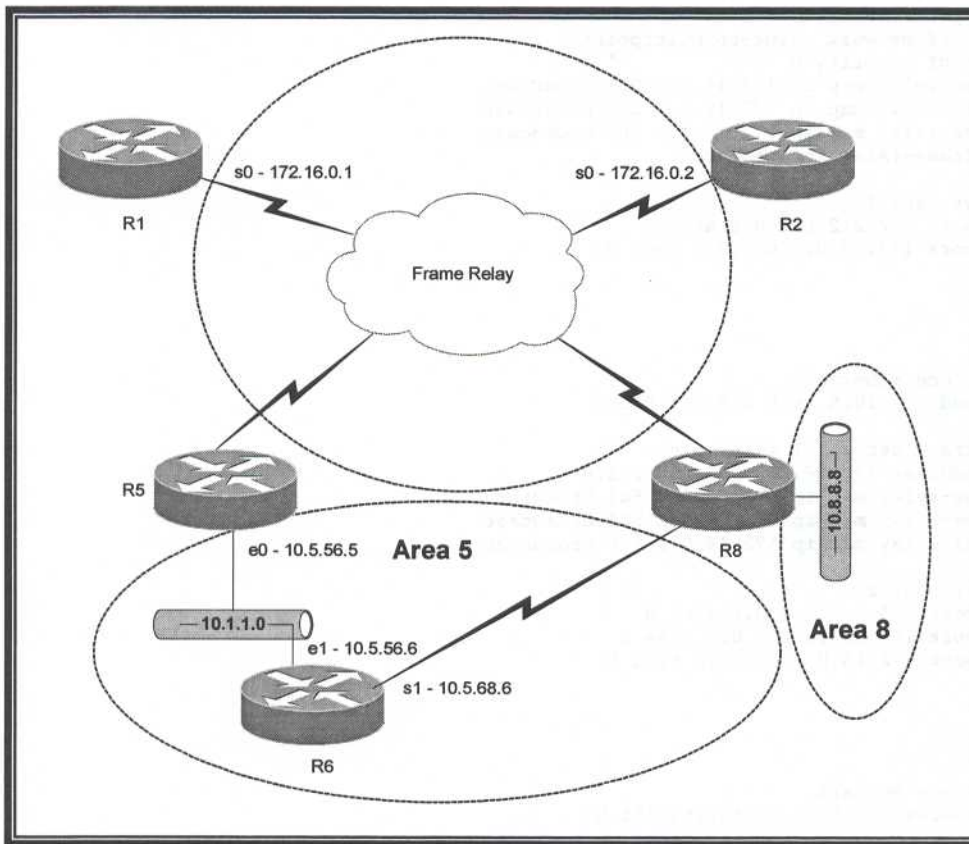 s0 - 172.16.0.1
s0 - 172.16.0.2
R1
R2
Frame Relay
R5
R8
10.8.8.8
Area 5
e0 - 10.5.56.5
Area 8
10.1.1.0
e1 - 10.5.56.6
s1 - 10.5.68.6
R6